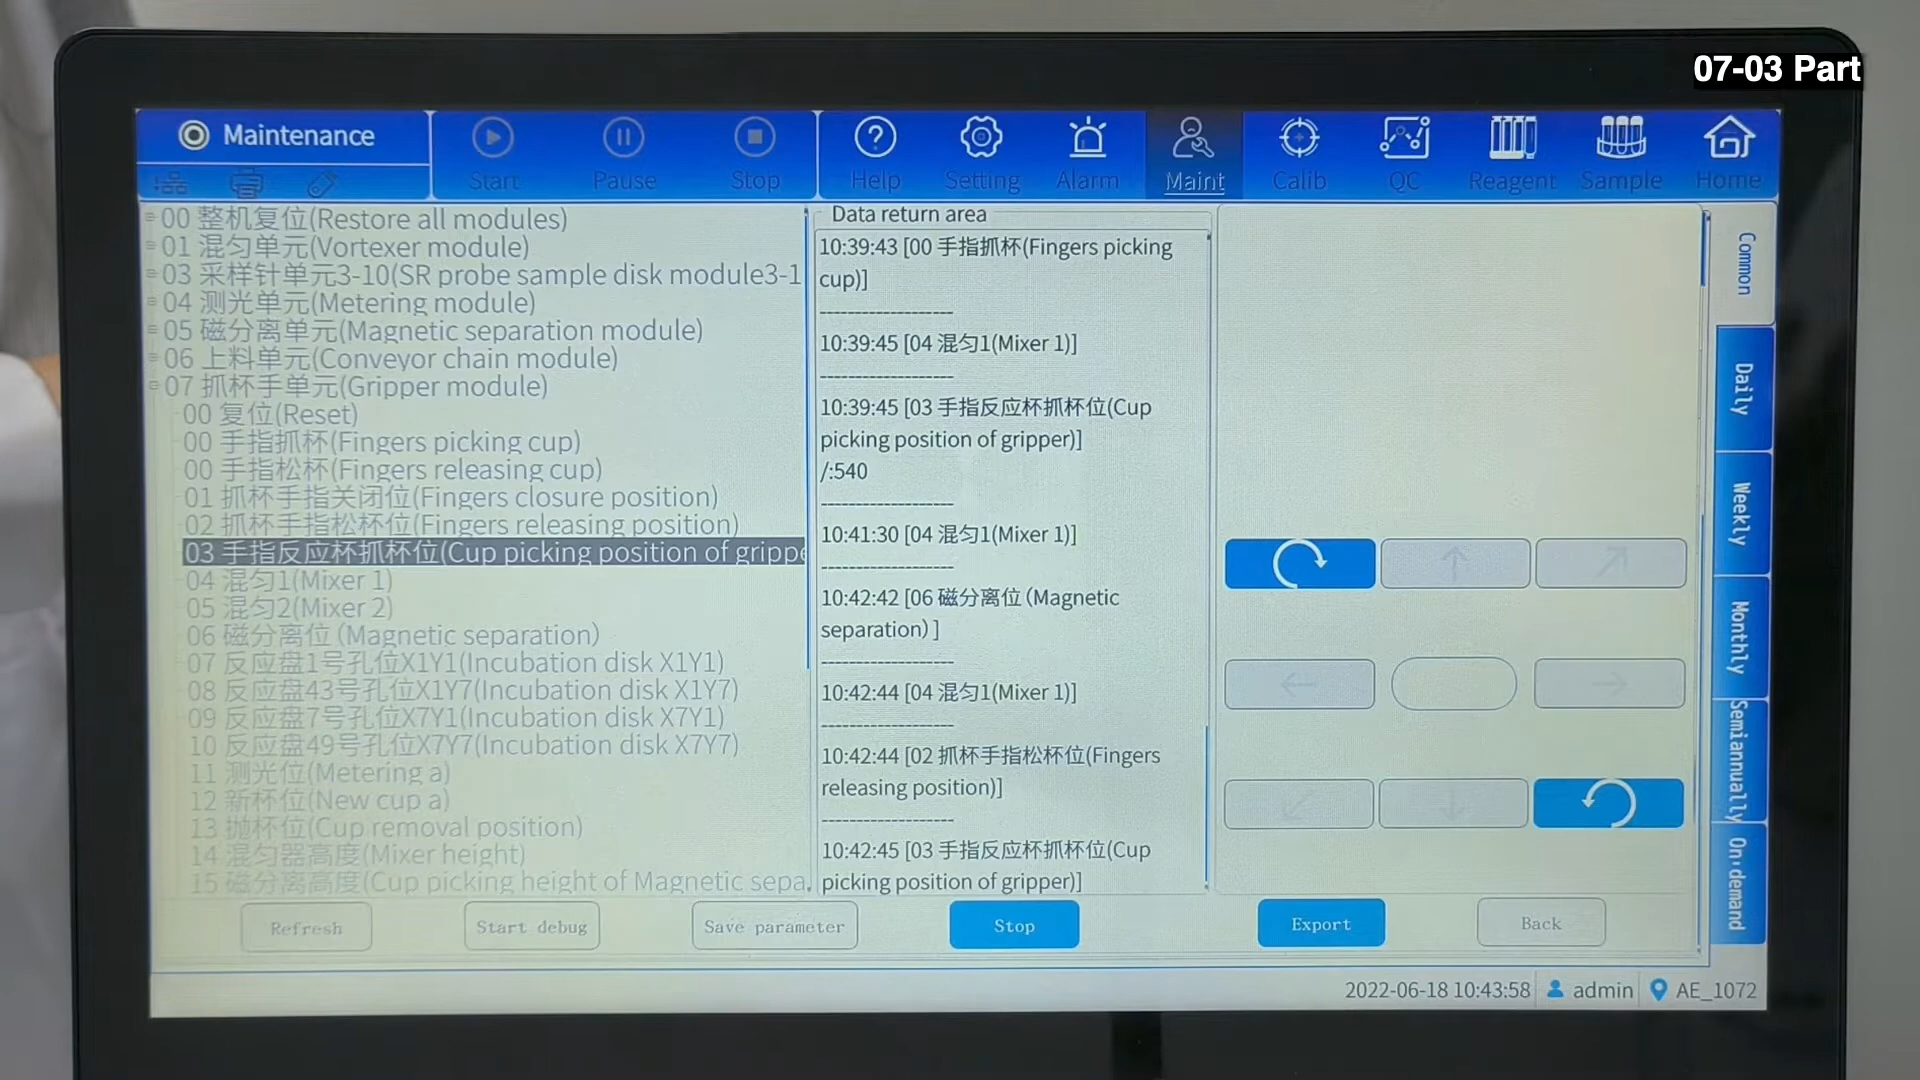 07-03 Part
Maintenance
Start
Pause
Stop
Help
Setting
Alarm
Maint
Calib
QC
Reagent
Sample
Home
00 整机复位(Restore all modules)
01 混匀单元(Vortexer module)
03 采样针单元3-10(SR probe sample disk module3-1
04 测光单元(Metering module)
05 磁分离单元(Magnetic separation module)
06 上料单元(Conveyor chain module)
07 抓杯手单元(Gripper module)
00 复位(Reset)
00 手指抓杯(Fingers picking cup)
00 手指松杯(Fingers releasing cup)
01 抓杯手指关闭位(Fingers closure position)
02 抓杯手指松杯位(Fingers releasing position)
03 手指反应杯抓杯位(Cup picking position of grippe
04 混匀1(Mixer 1)
05 混匀2(Mixer 2)
06 磁分离位(Magnetic separation)
07 反应盘1号孔位X1Y1(Incubation disk X1Y1)
08 反应盘43号孔位X1Y7(Incubation disk X1Y7)
09 反应盘7号孔位X7Y1(Incubation disk X7Y1)
10 反应盘49号孔位X7Y7(Incubation disk X7Y7)
11 测光位(Metering a)
12 新杯位(New cup a)
13 抛杯位(Cup removal position)
14 混匀器高度(Mixer height)
15 磁分离高度(Cup picking height of Magnetic sepa
Data return area
10:39:43 [00 手指抓杯(Fingers picking
cup)]
-------------------
10:39:45 [04 混匀1(Mixer 1)]
-------------------
10:39:45 [03 手指反应杯抓杯位(Cup
picking position of gripper)]
/:540
-------------------
10:41:30 [04 混匀1(Mixer 1)]
-------------------
10:42:42 [06 磁分离位(Magnetic
separation)]
-------------------
10:42:44 [04 混匀1(Mixer 1)]
-------------------
10:42:44 [02 抓杯手指松杯位(Fingers
releasing position)]
-------------------
10:42:45 [03 手指反应杯抓杯位(Cup
picking position of gripper)]
Common
Daily
Weekly
Monthly
Semiannually
On-demand
Refresh
Start debug
Save parameter
Stop
Export
Back
2022-06-18 10:43:58
admin
AE_1072